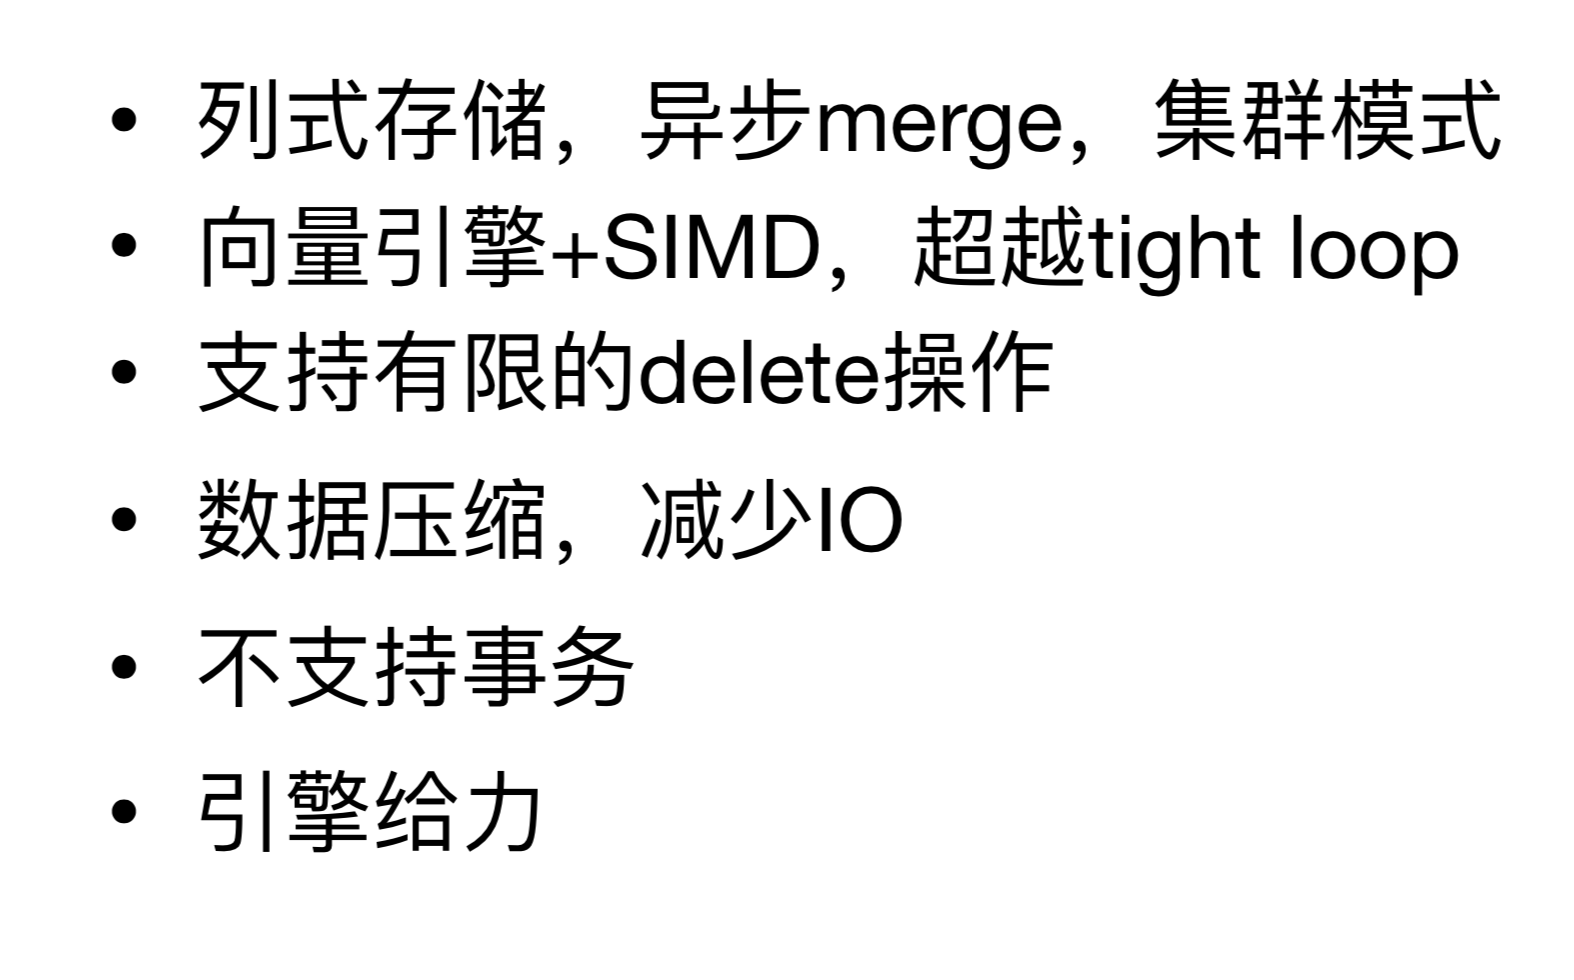 • 列式存储，异步merge，集群模式
• 向量引擎+SIMD，超越tight loop
• 支持有限的delete操作
• 数据压缩，减少IO
• 不支持事务
• 引擎给力